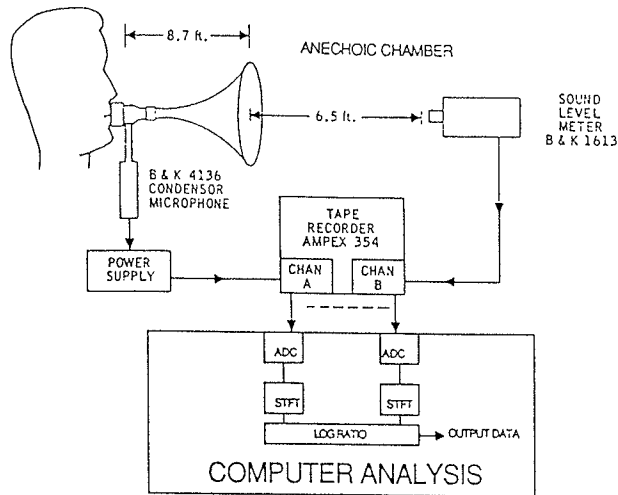 8.7 ft.
ANECHOIC CHAMBER
6.5 ft.
SOUND
LEVEL
METER
B & K 1613
B & K 4136
CONDENSOR
MICROPHONE
TAPE
RECORDER
AMPEX 354
POWER
SUPPLY
CHAN
A
CHAN
B
ADC
ADC
STFT
STFT
LOG RATIO
OUTPUT DATA
COMPUTER ANALYSIS